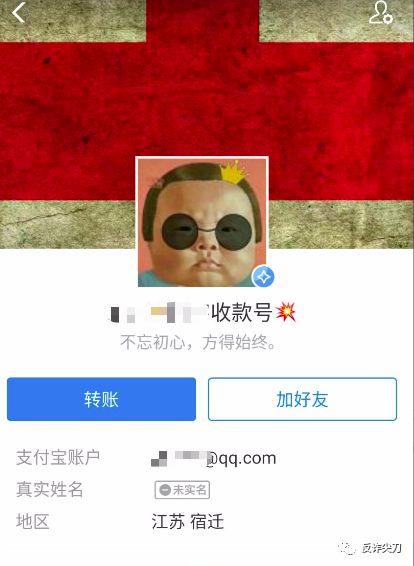 收款号
不忘初心，方得始终。
转账
加好友
支付宝账户 @qq.com
真实姓名 未实名
地区 江苏 宿迁
反诈尖刀